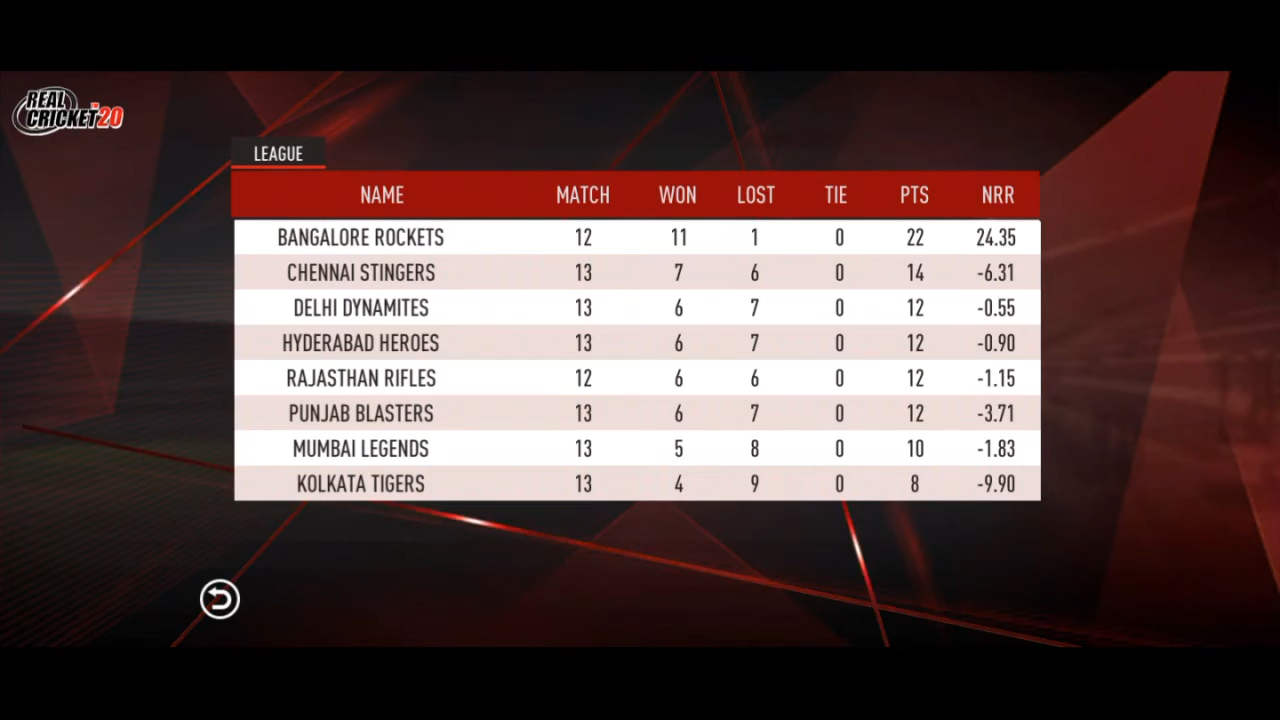 REAL
CRICKET™20
LEAGUE
NAME MATCH WON LOST TIE PTS NRR
BANGALORE ROCKETS 12 11 1 0 22 24.35
CHENNAI STINGERS 13 7 6 0 14 -6.31
DELHI DYNAMITES 13 6 7 0 12 -0.55
HYDERABAD HEROES 13 6 7 0 12 -0.90
RAJASTHAN RIFLES 12 6 6 0 12 -1.15
PUNJAB BLASTERS 13 6 7 0 12 -3.71
MUMBAI LEGENDS 13 5 8 0 10 -1.83
KOLKATA TIGERS 13 4 9 0 8 -9.90